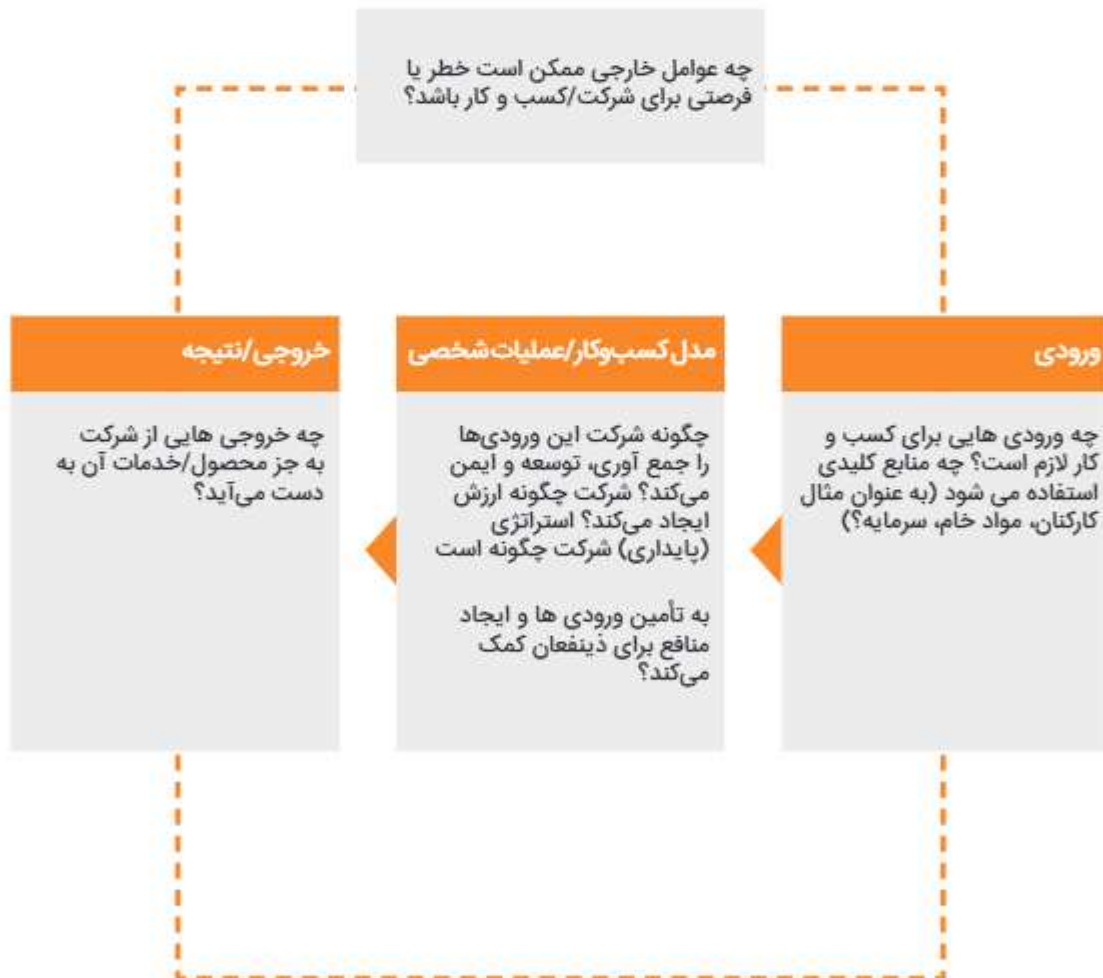 چه عوامل خارجی ممکن است خطر یا
فرصتی برای شرکت/کسب و کار باشد؟
ورودی
چه ورودی هایی برای کسب و
کار لازم است؟ چه منابع کلیدی
استفاده می شود (به عنوان مثال
کارکنان، مواد خام، سرمایه؟)
مدل کسب‌وکار/عملیات شخصی
چگونه شرکت این ورودی‌ها
را جمع آوری، توسعه و ایمن
می‌کند؟ شرکت چگونه ارزش
ایجاد می‌کند؟ استراتژی
(پایداری) شرکت چگونه است
به تأمین ورودی ها و ایجاد
منافع برای ذینفعان کمک
می‌کند؟
خروجی/نتیجه
چه خروجی هایی از شرکت
به جز محصول/خدمات آن به
دست می‌آید؟